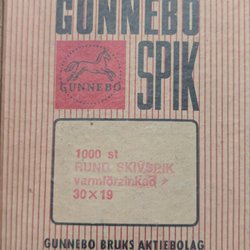 GUNNEBO
GUNNEBO
SPIK
1000 st
RUND SKIVSPIK
varmförzinkad
30 × 19
GUNNEBO BRUKS AKTIEBOLAG